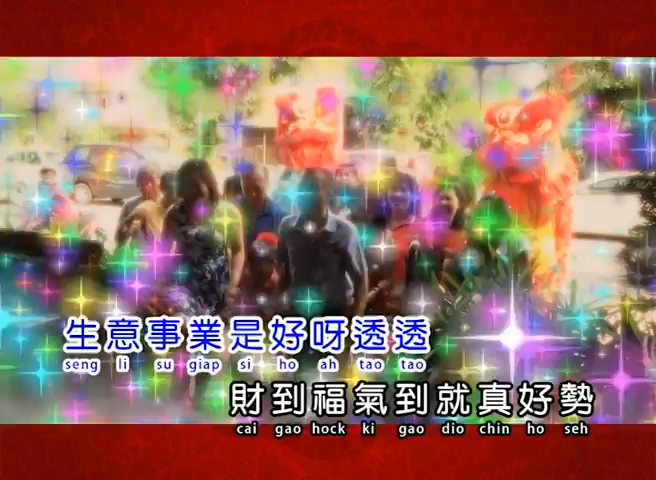 生意事業是好呀透透
seng li su giap si ho ah tao tao
財到福氣到就真好勢
cai gao hock ki gao dio chin ho seh